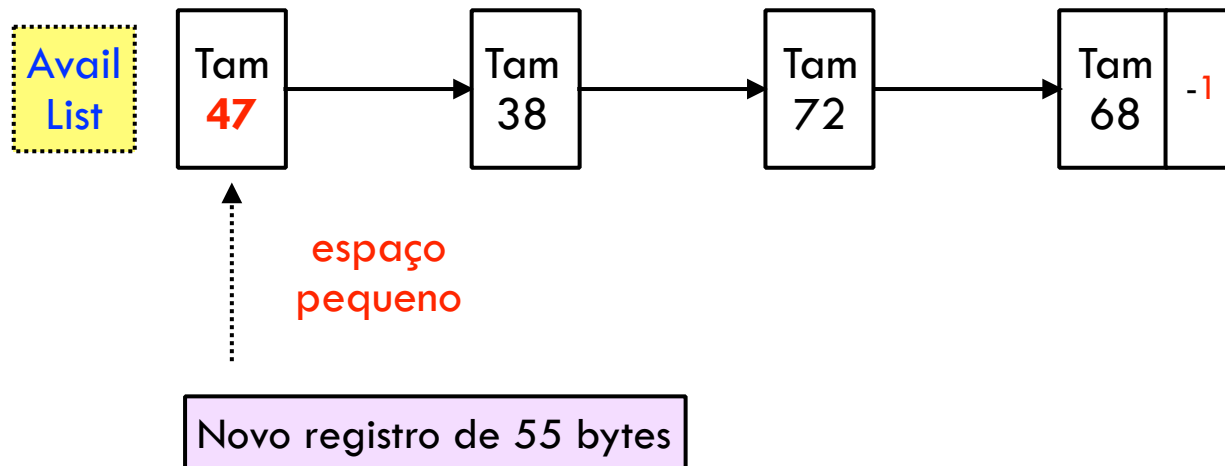 Avail
List
Tam
47
Tam
38
Tam
72
Tam
68
-1
espaço
pequeno
Novo registro de 55 bytes